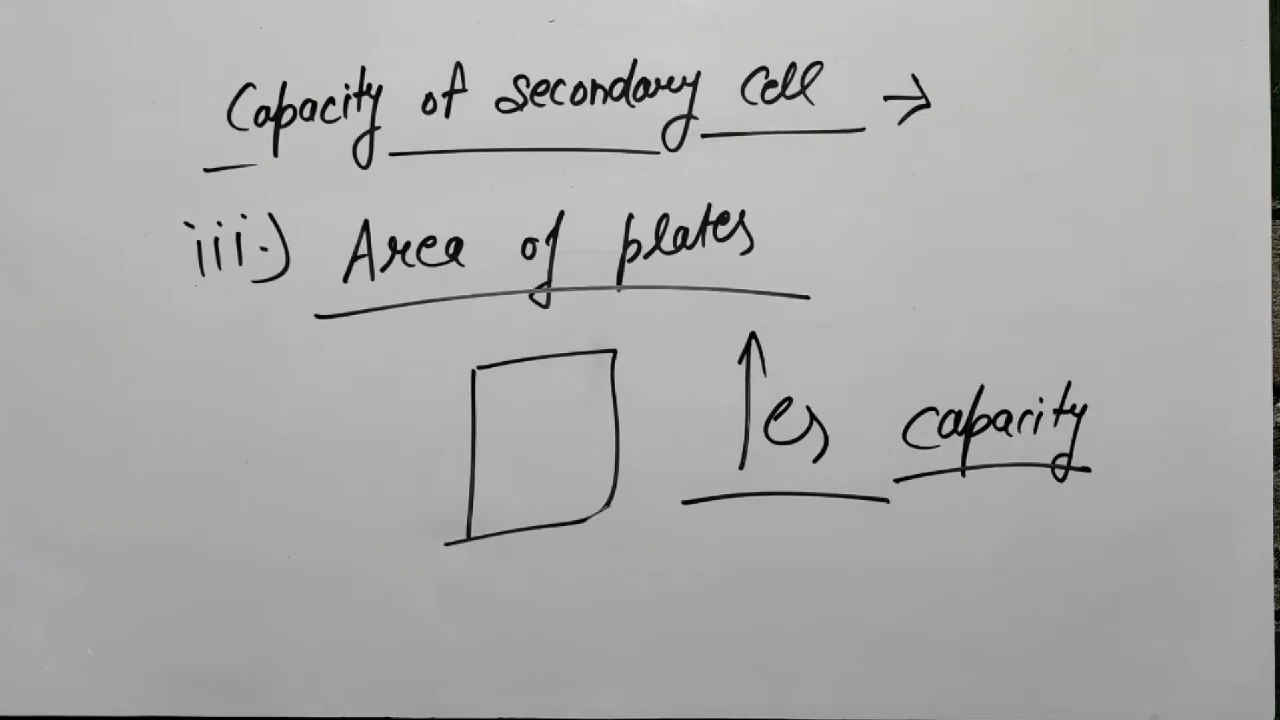 Capacity of secondary Cell →
iii.) Area of plates
↑es capacity